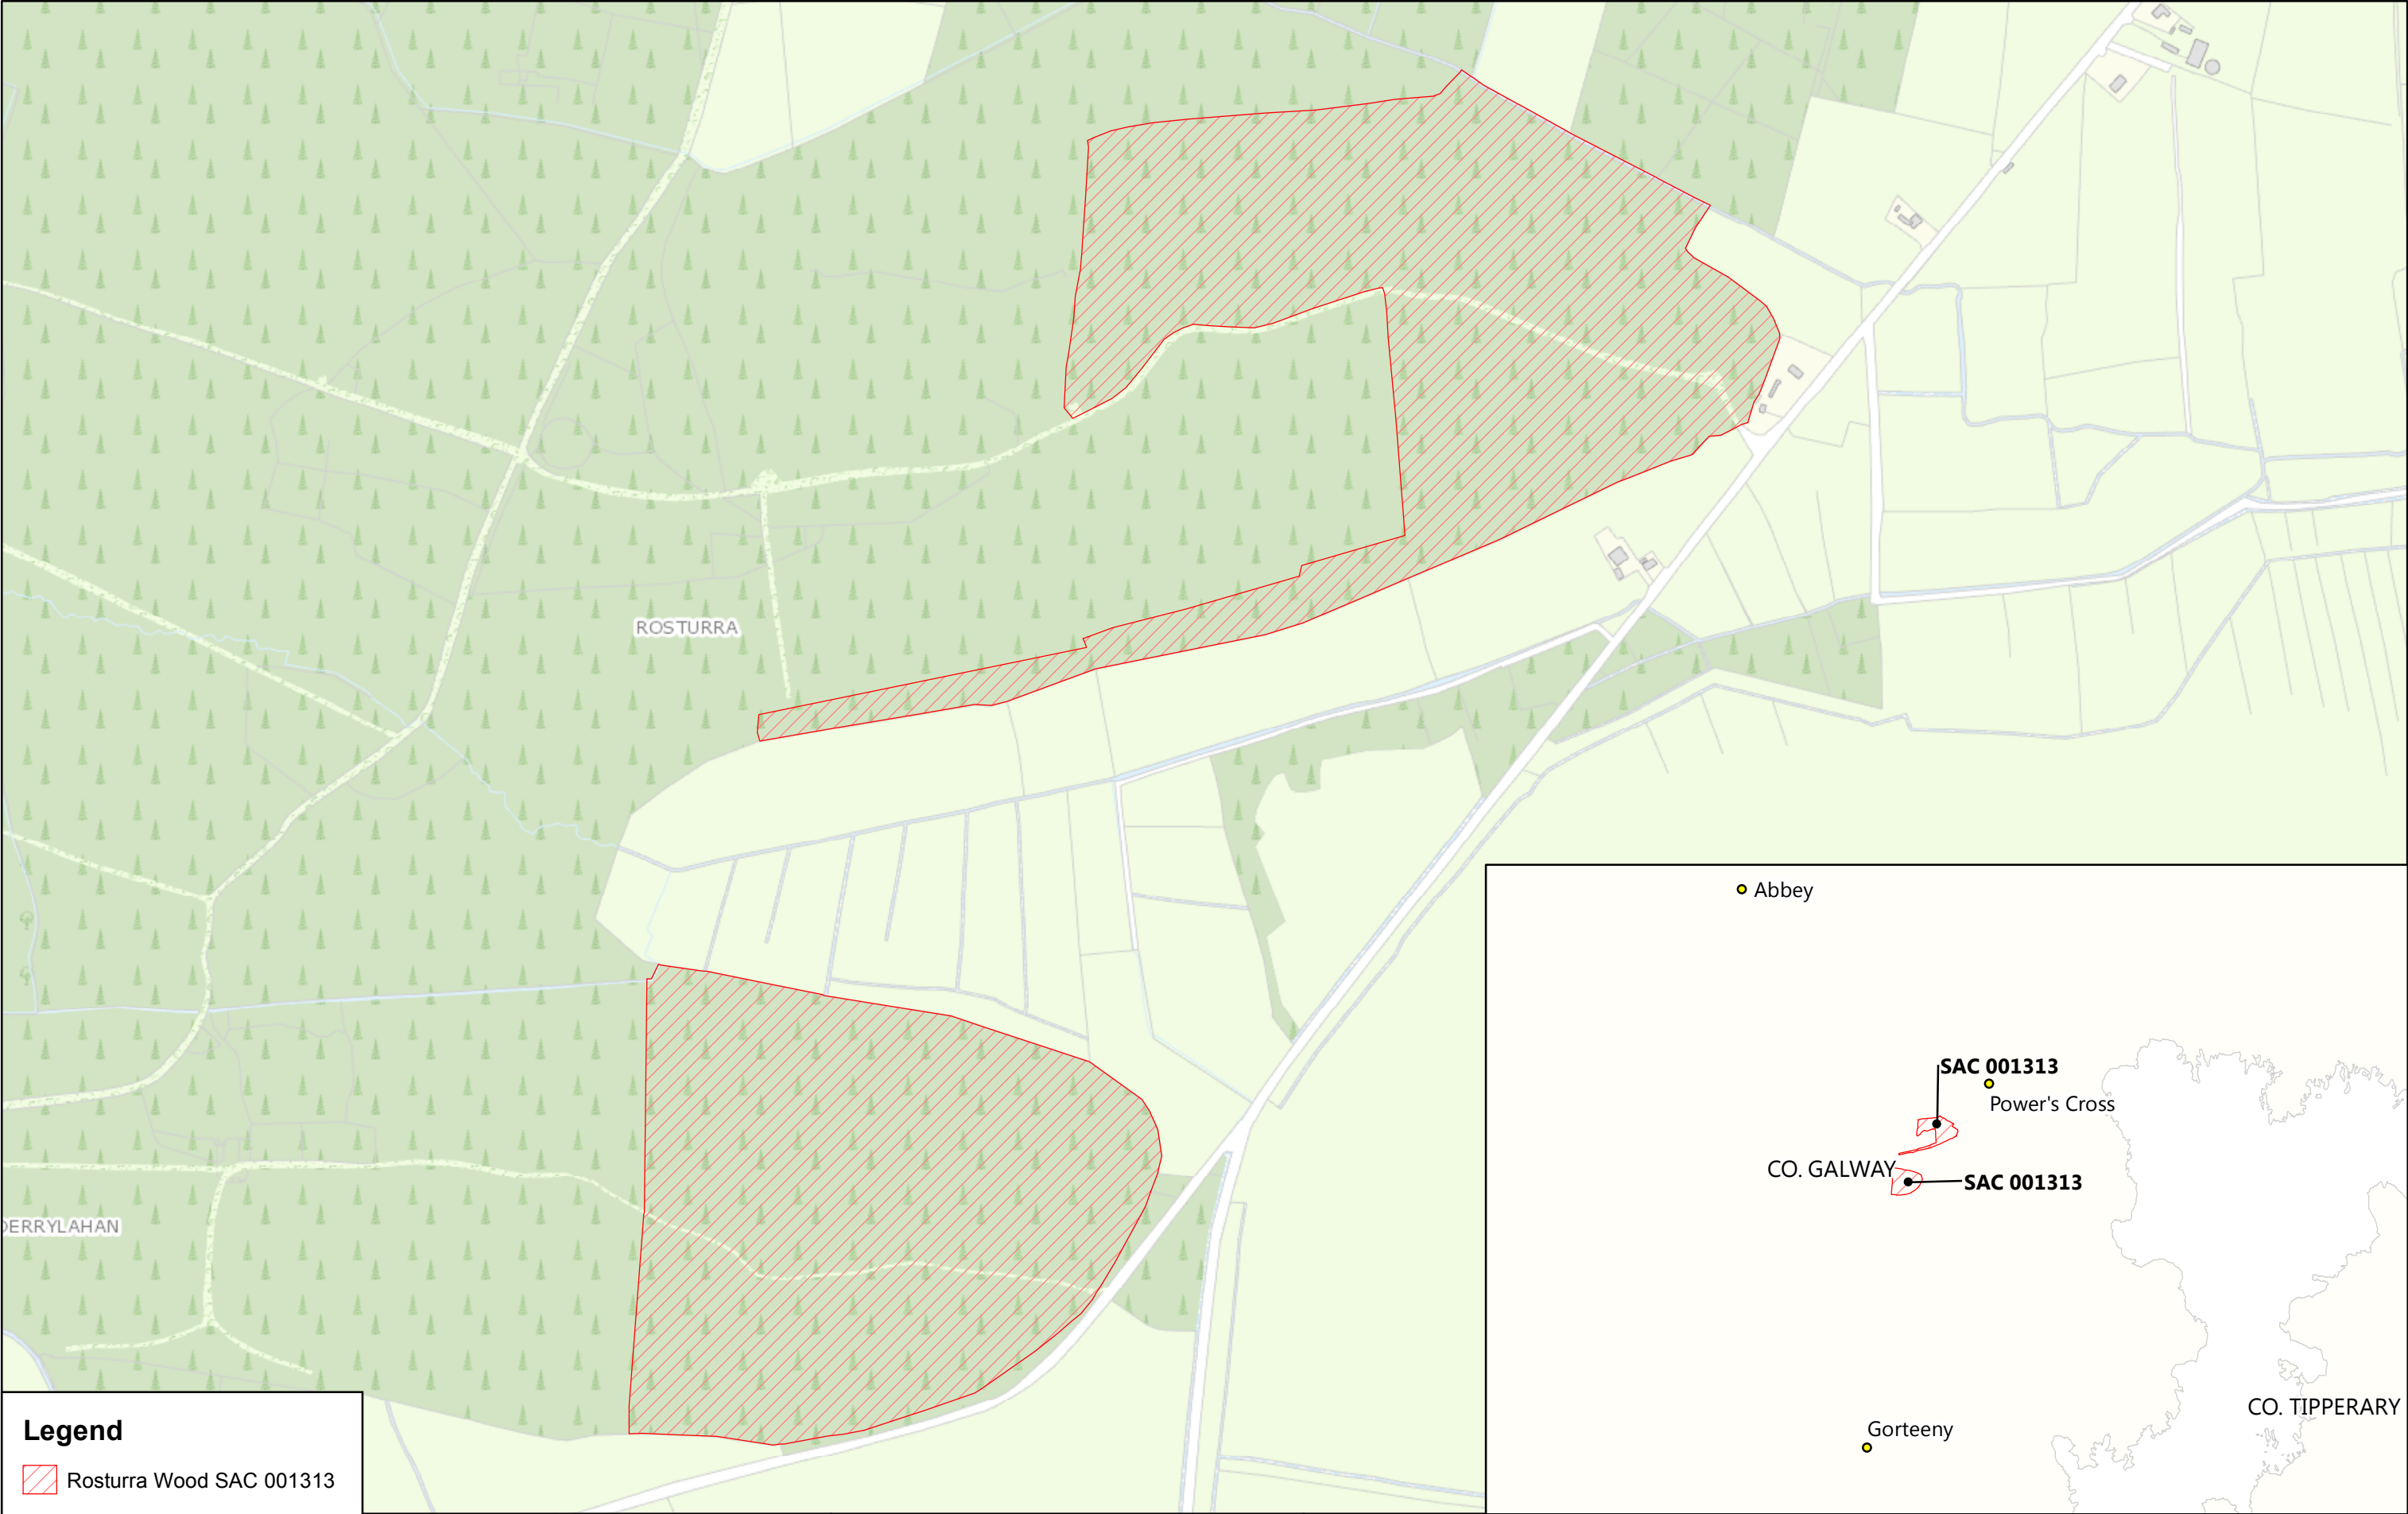 ROSTURRA
DERRYLAHAN
Abbey
SAC 001313
Power's Cross
CO. GALWAY
SAC 001313
CO. TIPPERARY
Gorteeny
Legend
Rosturra Wood SAC 001313